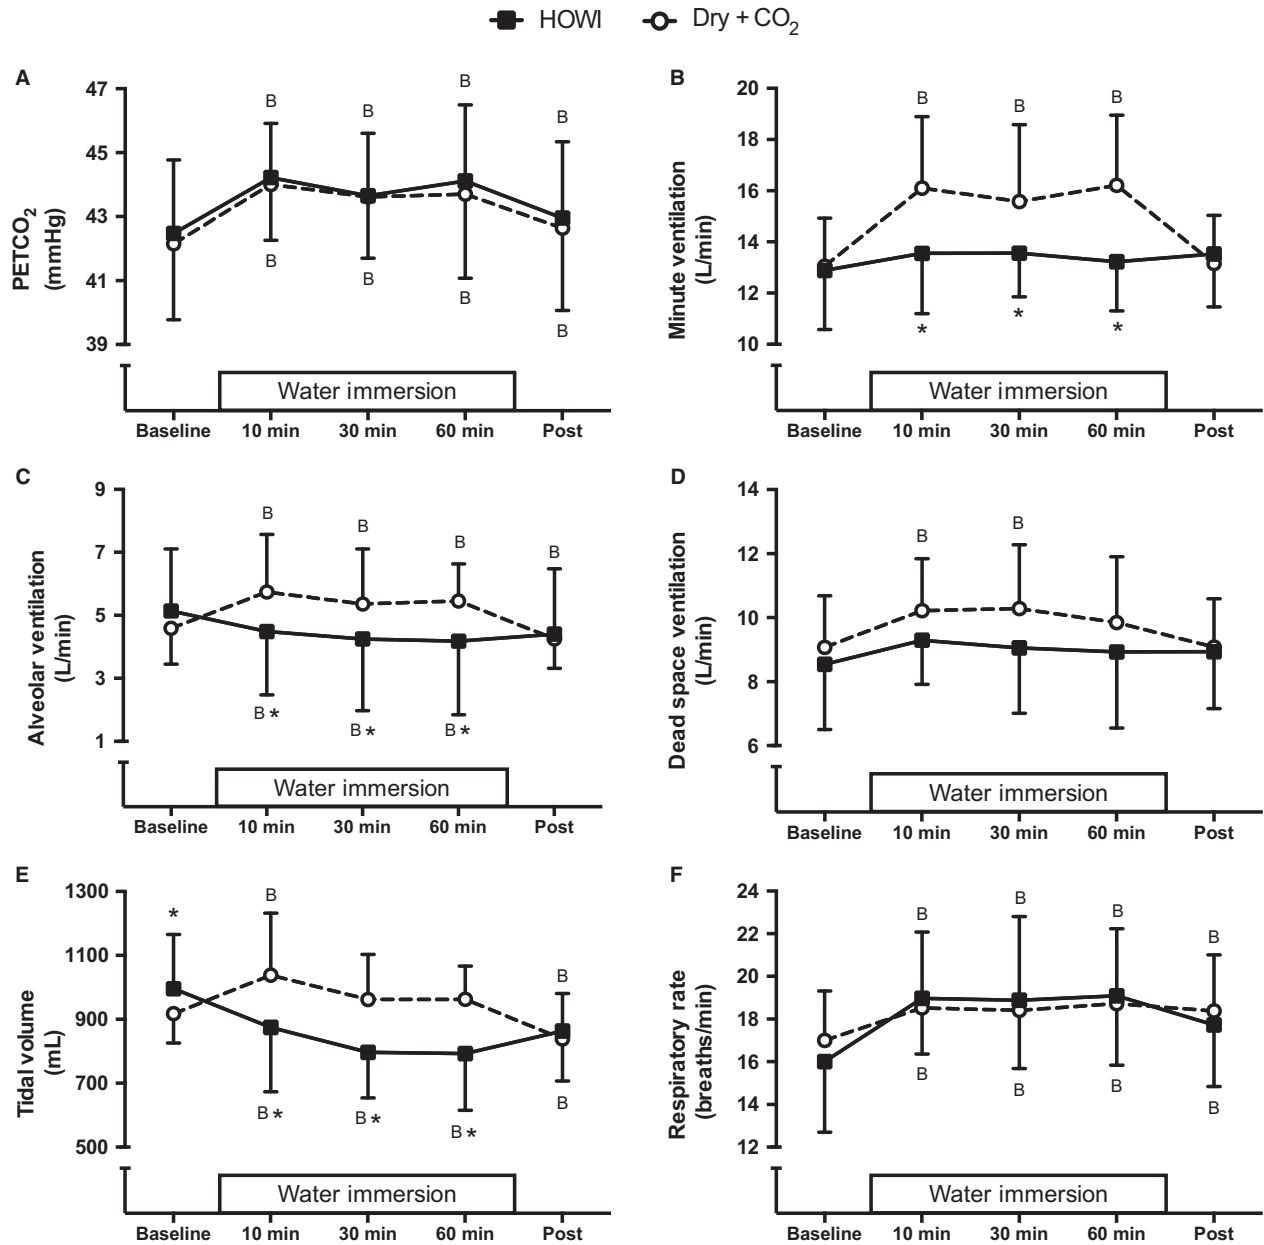 HOWI Dry + CO2
A
47
45
43
41
39
PETCO2
(mmHg)
B B B B
B B B B
Water immersion
Baseline 10 min 30 min 60 min Post
B
20
18
16
14
12
10
Minute ventilation
(L/min)
B B B
* * *
Water immersion
Baseline 10 min 30 min 60 min Post
C
9
7
5
3
1
Alveolar ventilation
(L/min)
B B B B
B * B * B *
Water immersion
Baseline 10 min 30 min 60 min Post
D
14
12
10
8
6
Dead space ventilation
(L/min)
B B
Water immersion
Baseline 10 min 30 min 60 min Post
E
1300
1100
900
700
500
Tidal volume
(mL)
* B B
B * B * B * B
Water immersion
Baseline 10 min 30 min 60 min Post
F
24
22
20
18
16
14
12
Respiratory rate
(breaths/min)
B B B B
B B B B
Water immersion
Baseline 10 min 30 min 60 min Post